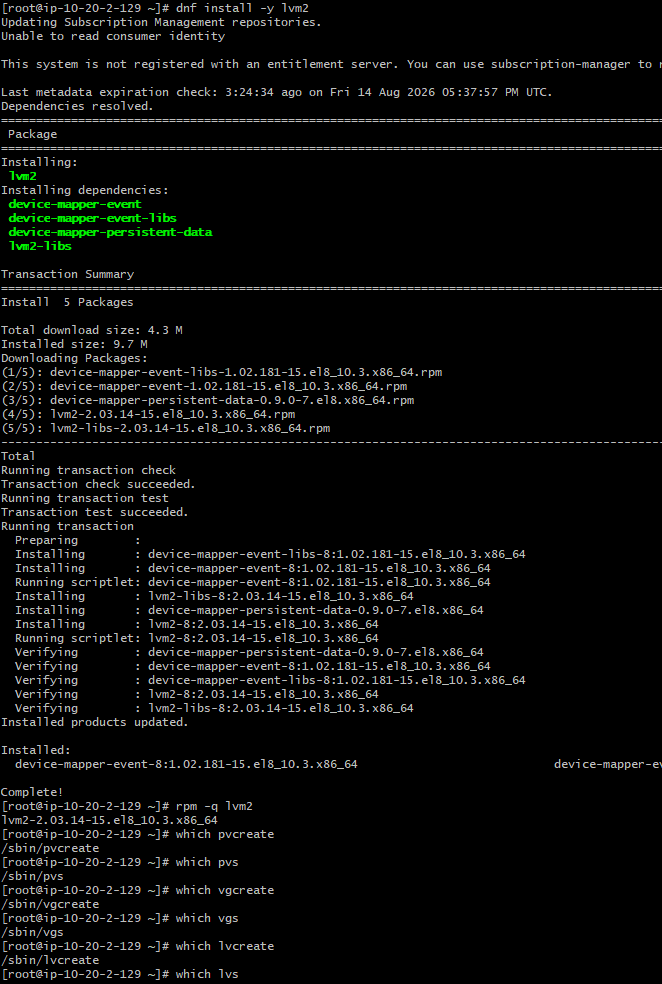 [root@ip-10-20-2-129 ~]# dnf install -y lvm2
Updating Subscription Management repositories.
Unable to read consumer identity

This system is not registered with an entitlement server. You can use subscription-manager to r

Last metadata expiration check: 3:24:34 ago on Fri 14 Aug 2026 05:37:57 PM UTC.
Dependencies resolved.
================================================================================
 Package
================================================================================
Installing:
 lvm2
Installing dependencies:
 device-mapper-event
 device-mapper-event-libs
 device-mapper-persistent-data
 lvm2-libs

Transaction Summary
================================================================================
Install  5 Packages

Total download size: 4.3 M
Installed size: 9.7 M
Downloading Packages:
(1/5): device-mapper-event-libs-1.02.181-15.el8_10.3.x86_64.rpm
(2/5): device-mapper-event-1.02.181-15.el8_10.3.x86_64.rpm
(3/5): device-mapper-persistent-data-0.9.0-7.el8.x86_64.rpm
(4/5): lvm2-2.03.14-15.el8_10.3.x86_64.rpm
(5/5): lvm2-libs-2.03.14-15.el8_10.3.x86_64.rpm
--------------------------------------------------------------------------------
Total
Running transaction check
Transaction check succeeded.
Running transaction test
Transaction test succeeded.
Running transaction
  Preparing        :
  Installing       : device-mapper-event-libs-8:1.02.181-15.el8_10.3.x86_64
  Installing       : device-mapper-event-8:1.02.181-15.el8_10.3.x86_64
  Running scriptlet: device-mapper-event-8:1.02.181-15.el8_10.3.x86_64
  Installing       : lvm2-libs-8:2.03.14-15.el8_10.3.x86_64
  Installing       : device-mapper-persistent-data-0.9.0-7.el8.x86_64
  Installing       : lvm2-8:2.03.14-15.el8_10.3.x86_64
  Running scriptlet: lvm2-8:2.03.14-15.el8_10.3.x86_64
  Verifying        : device-mapper-persistent-data-0.9.0-7.el8.x86_64
  Verifying        : device-mapper-event-8:1.02.181-15.el8_10.3.x86_64
  Verifying        : device-mapper-event-libs-8:1.02.181-15.el8_10.3.x86_64
  Verifying        : lvm2-8:2.03.14-15.el8_10.3.x86_64
  Verifying        : lvm2-libs-8:2.03.14-15.el8_10.3.x86_64
Installed products updated.

Installed:
  device-mapper-event-8:1.02.181-15.el8_10.3.x86_64                            device-mapper-ev

Complete!
[root@ip-10-20-2-129 ~]# rpm -q lvm2
lvm2-2.03.14-15.el8_10.3.x86_64
[root@ip-10-20-2-129 ~]# which pvcreate
/sbin/pvcreate
[root@ip-10-20-2-129 ~]# which pvs
/sbin/pvs
[root@ip-10-20-2-129 ~]# which vgcreate
/sbin/vgcreate
[root@ip-10-20-2-129 ~]# which vgs
/sbin/vgs
[root@ip-10-20-2-129 ~]# which lvcreate
/sbin/lvcreate
[root@ip-10-20-2-129 ~]# which lvs